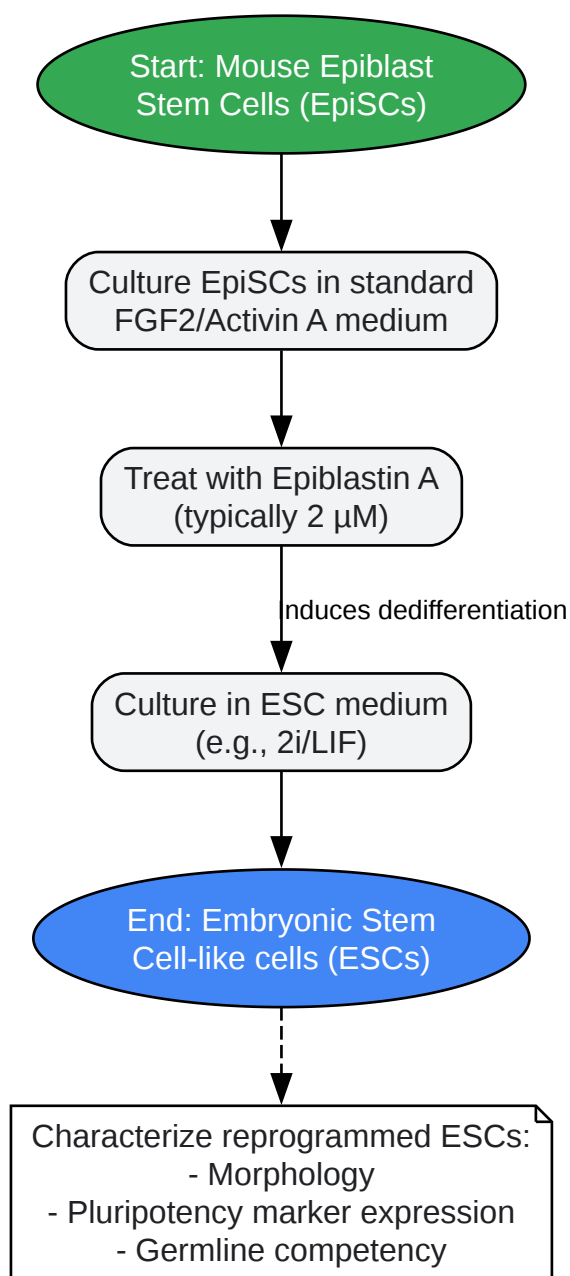 Start: Mouse Epiblast
Stem Cells (EpiSCs)
Culture EpiSCs in standard
FGF2/Activin A medium
Treat with Epiblastin A
(typically 2 µM)
Induces dedifferentiation
Culture in ESC medium
(e.g., 2i/LIF)
End: Embryonic Stem
Cell-like cells (ESCs)
Characterize reprogrammed ESCs:
- Morphology
- Pluripotency marker expression
- Germline competency